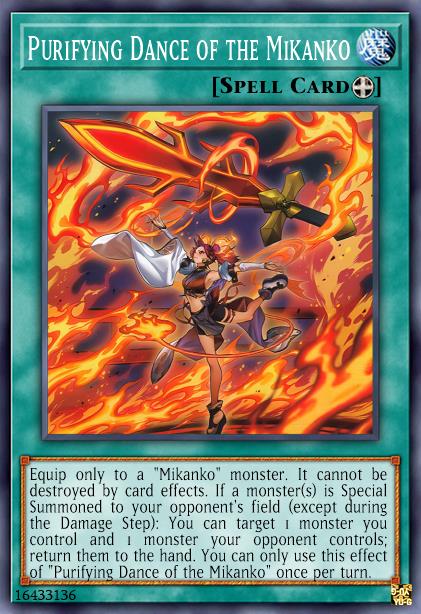 PURIFYING DANCE OF THE MIKANKO
[SPELL CARD]
Equip only to a "Mikanko" monster. It cannot be
destroyed by card effects. If a monster(s) is Special
Summoned to your opponent's field (except during
the Damage Step): You can target 1 monster you
control and 1 monster your opponent controls;
return them to the hand. You can only use this effect
of "Purifying Dance of the Mikanko" once per turn.
16433136